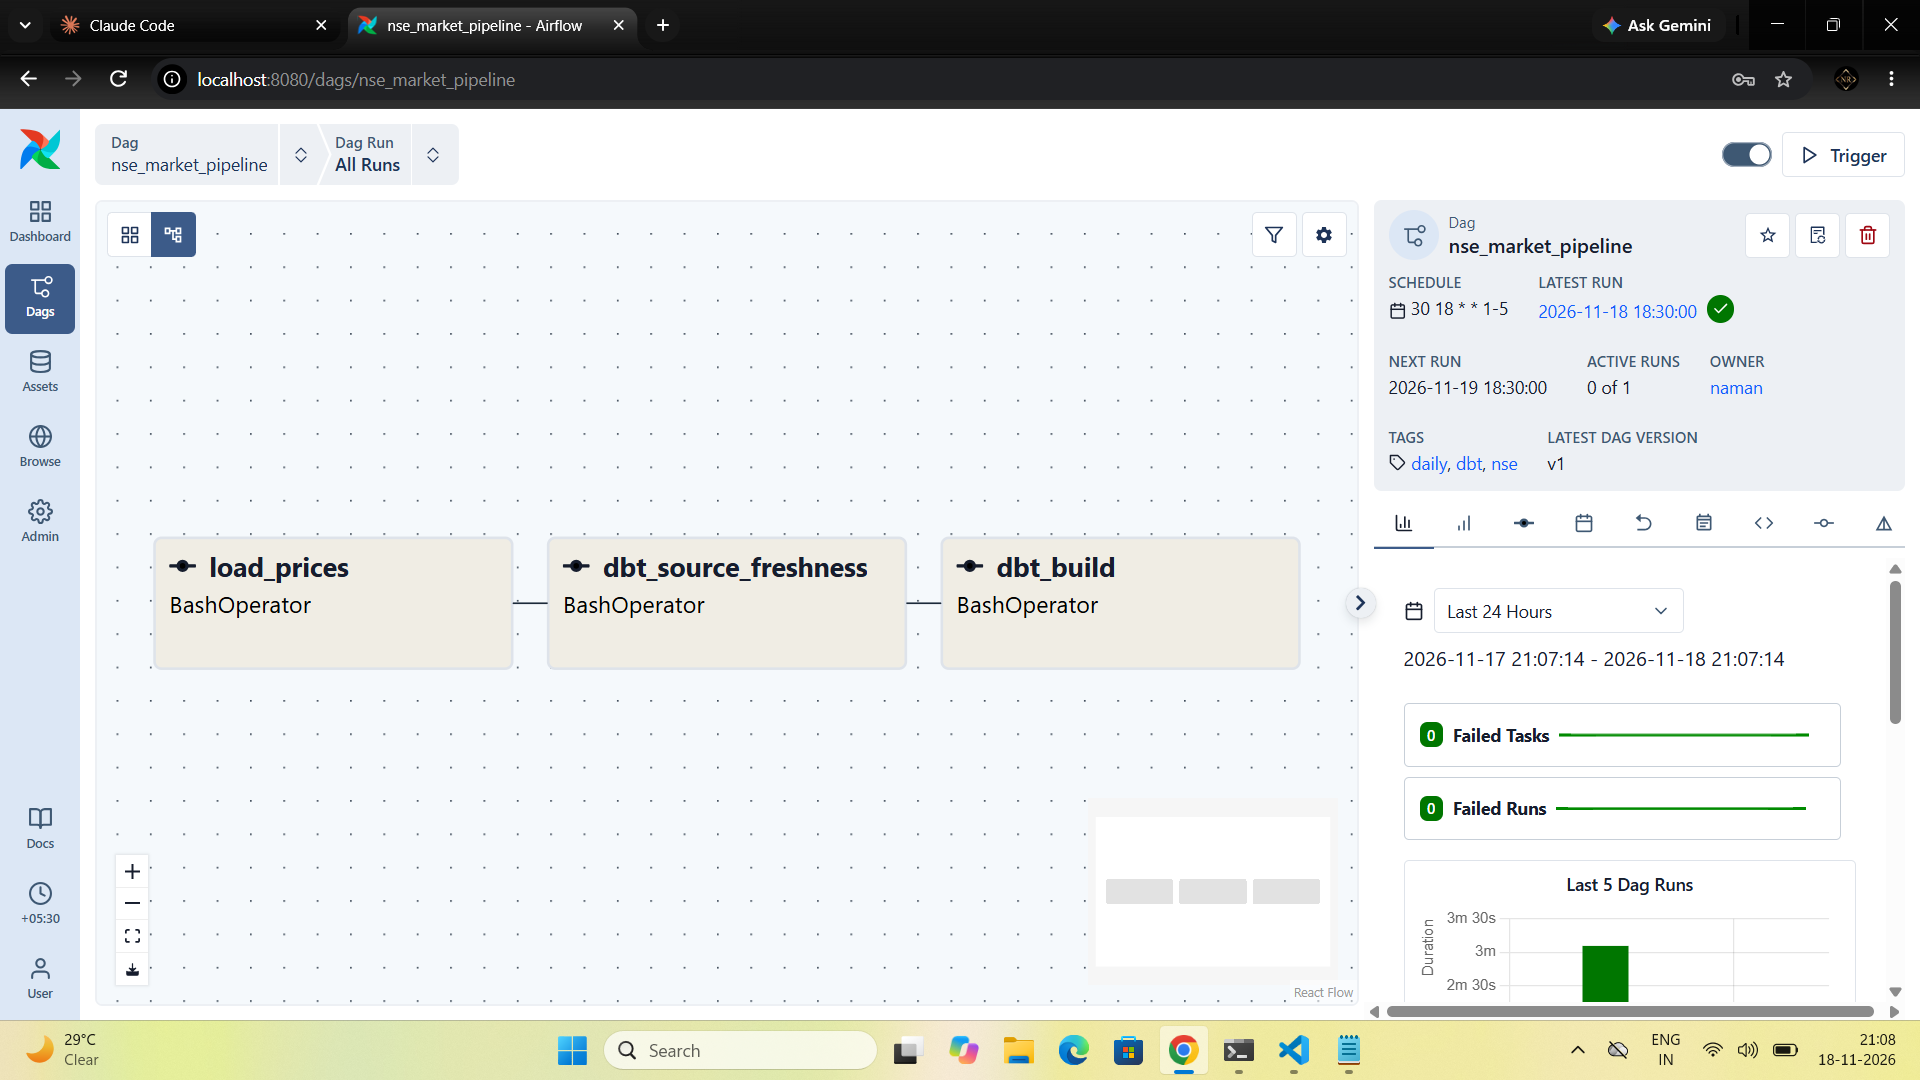 Claude Code
nse_market_pipeline - Airflow
Ask Gemini
localhost:8080/dags/nse_market_pipeline
Dag
nse_market_pipeline
Dag Run
All Runs
Trigger
Dashboard
Dags
Assets
Browse
Admin
Docs
+05:30
User
load_prices
BashOperator
dbt_source_freshness
BashOperator
dbt_build
BashOperator
React Flow
Dag
nse_market_pipeline
SCHEDULE
30 18 * * 1-5
LATEST RUN
2026-11-18 18:30:00
NEXT RUN
2026-11-19 18:30:00
ACTIVE RUNS
0 of 1
OWNER
naman
TAGS
daily, dbt, nse
LATEST DAG VERSION
v1
Last 24 Hours
2026-11-17 21:07:14 - 2026-11-18 21:07:14
0 Failed Tasks
0 Failed Runs
Last 5 Dag Runs
Duration
3m 30s
3m
2m 30s
29°C
Clear
Search
ENG
IN
21:08
18-11-2026